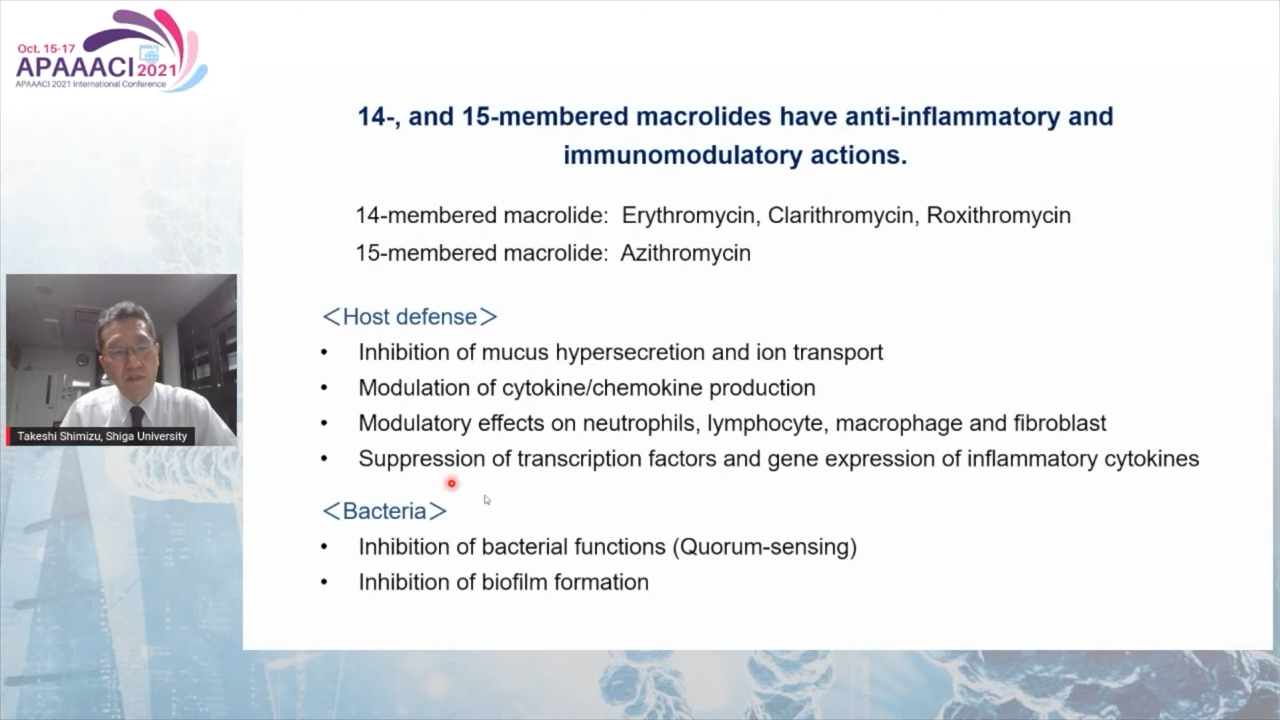 Oct. 15-17
APAAACI 2021
APAAACI 2021 International Conference
14-, and 15-membered macrolides have anti-inflammatory and
immunomodulatory actions.
14-membered macrolide: Erythromycin, Clarithromycin, Roxithromycin
15-membered macrolide: Azithromycin
<Host defense>
• Inhibition of mucus hypersecretion and ion transport
• Modulation of cytokine/chemokine production
• Modulatory effects on neutrophils, lymphocyte, macrophage and fibroblast
• Suppression of transcription factors and gene expression of inflammatory cytokines
<Bacteria>
• Inhibition of bacterial functions (Quorum-sensing)
• Inhibition of biofilm formation
Takeshi Shimizu, Shiga University